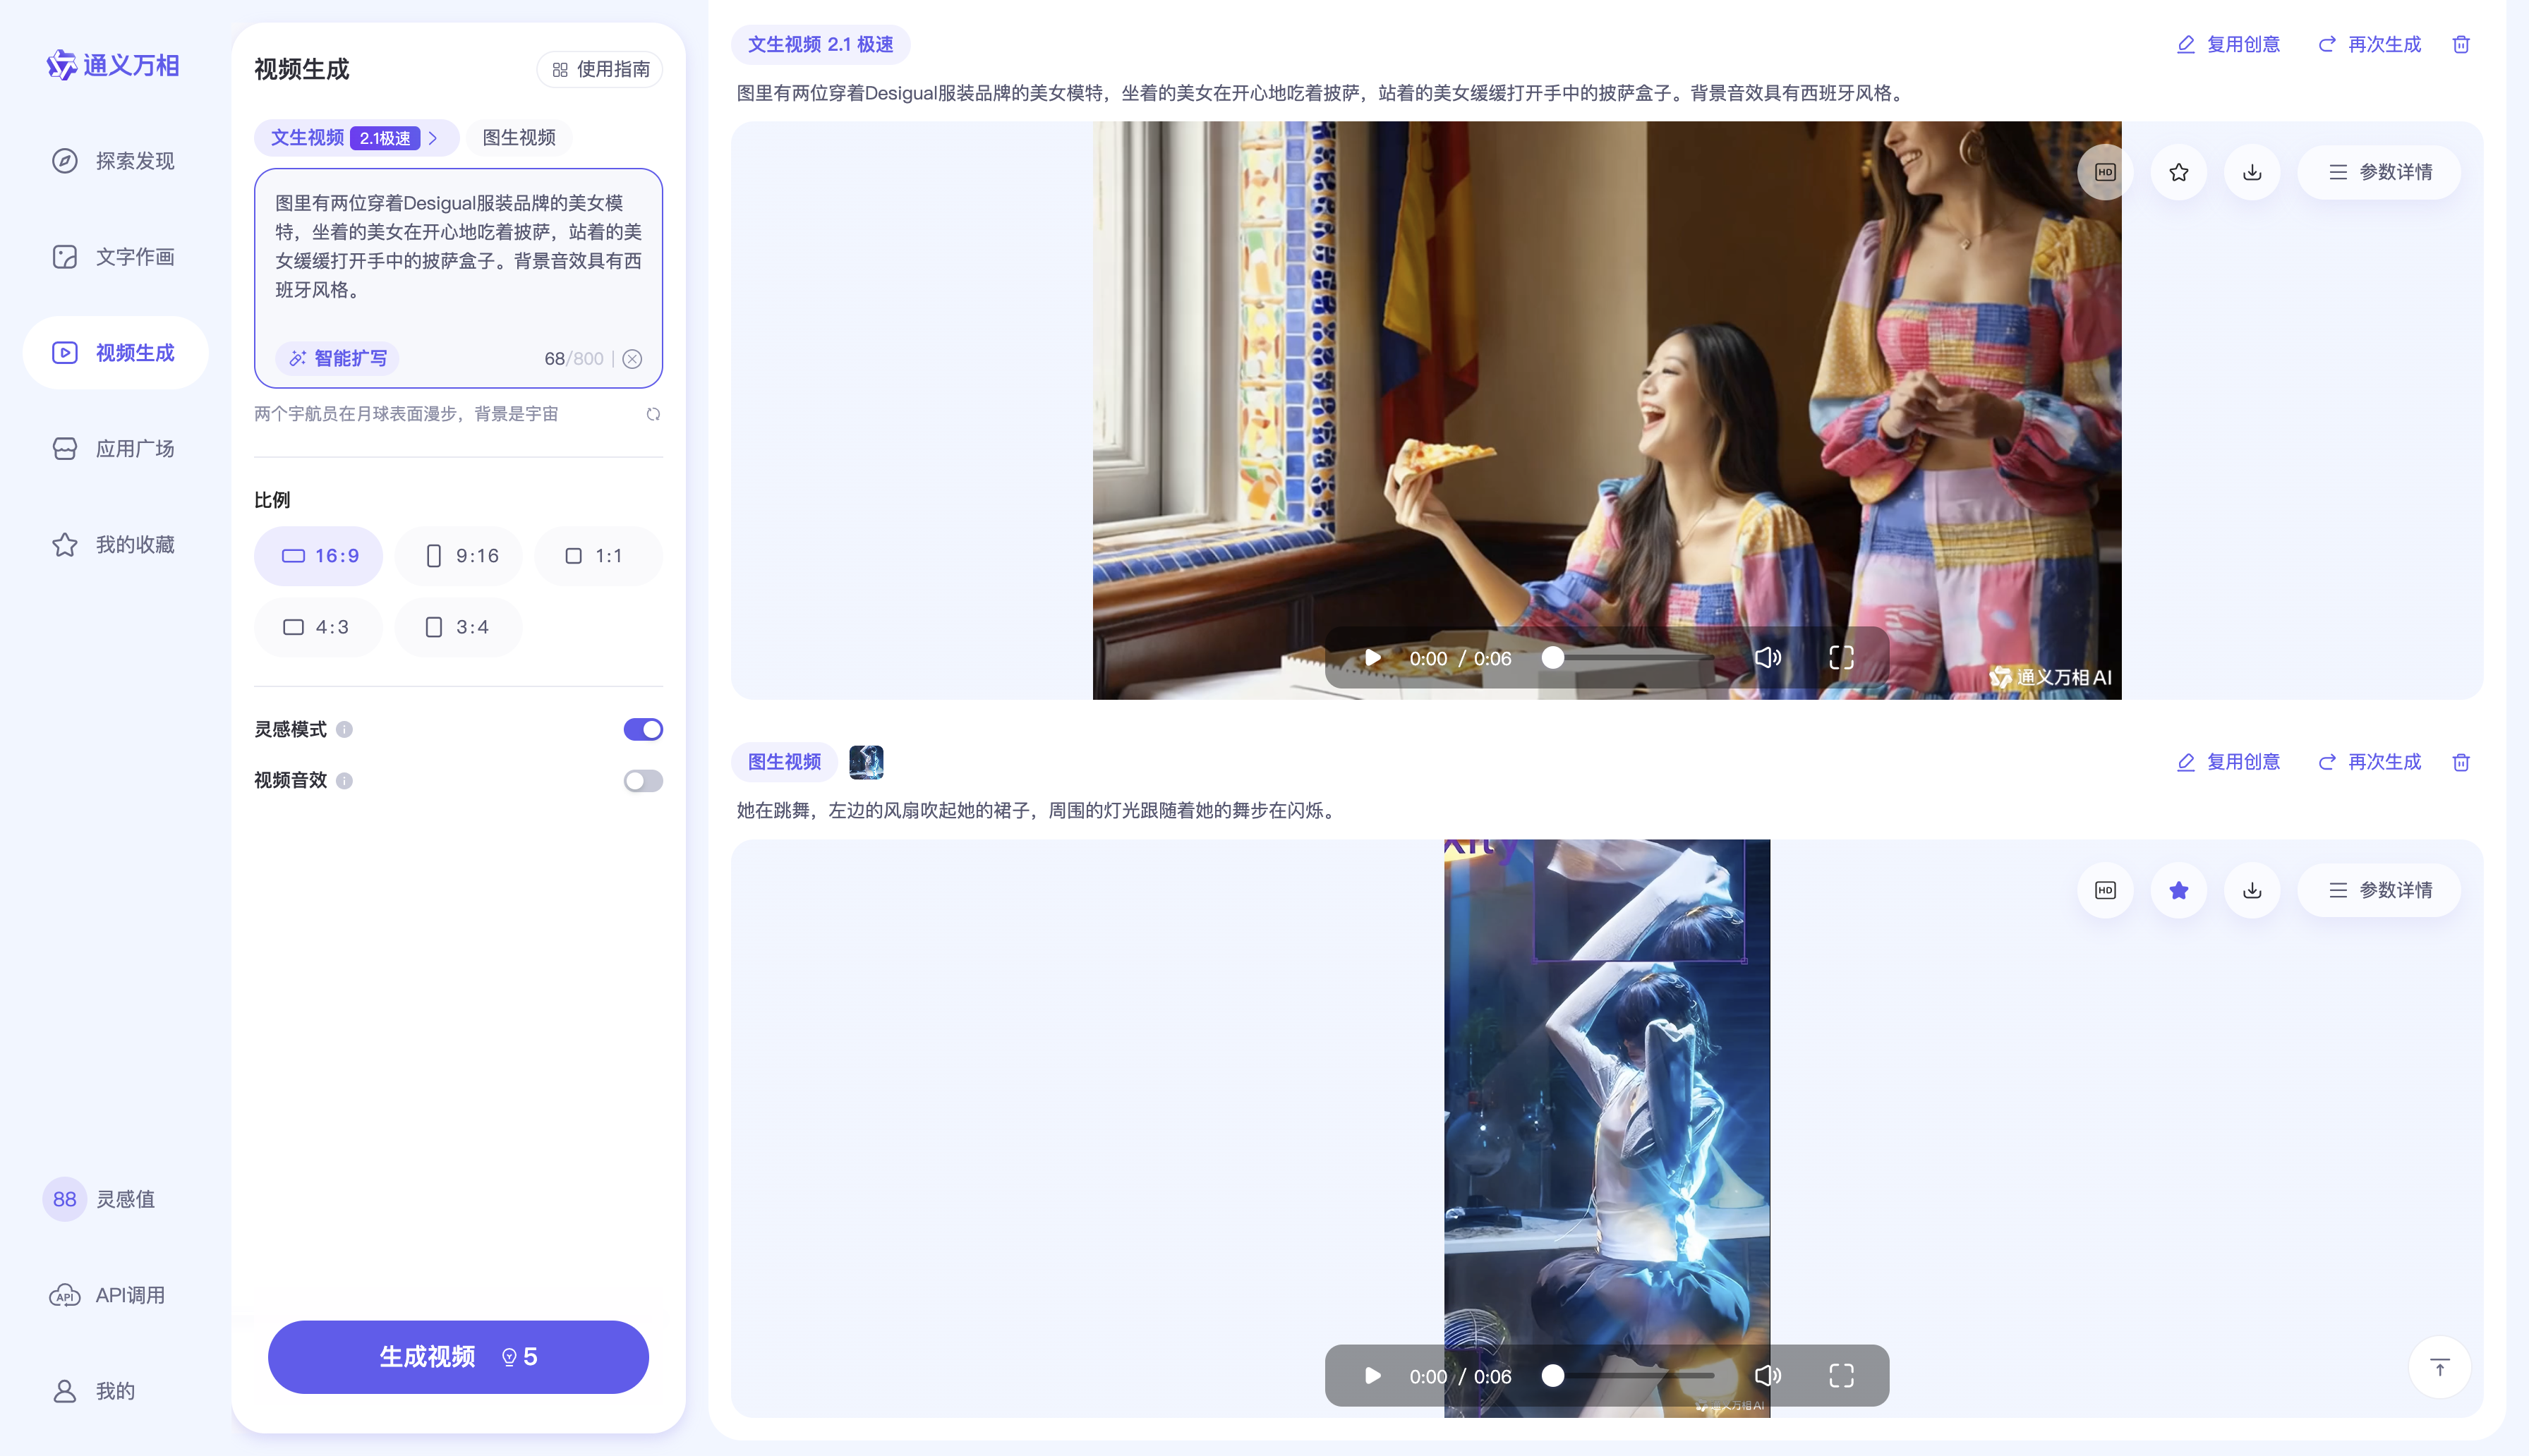 通义万相
探索发现
文字作画
视频生成
应用广场
我的收藏
88 灵感值
API调用
我的
视频生成
使用指南
文生视频 2.1极速
图生视频
图里有两位穿着Desigual服装品牌的美女模
特，坐着的美女在开心地吃着披萨，站着的美
女缓缓打开手中的披萨盒子。背景音效具有西
班牙风格。
智能扩写
68/800
两个宇航员在月球表面漫步，背景是宇宙
比例
16:9
9:16
1:1
4:3
3:4
灵感模式
视频音效
生成视频 5
文生视频 2.1 极速
复用创意
再次生成
图里有两位穿着Desigual服装品牌的美女模特，坐着的美女在开心地吃着披萨，站着的美女缓缓打开手中的披萨盒子。背景音效具有西班牙风格。
HD
参数详情
0:00 / 0:06
通义万相 AI
图生视频
复用创意
再次生成
她在跳舞，左边的风扇吹起她的裙子，周围的灯光跟随着她的舞步在闪烁。
HD
参数详情
0:00 / 0:06
通义万相 AI